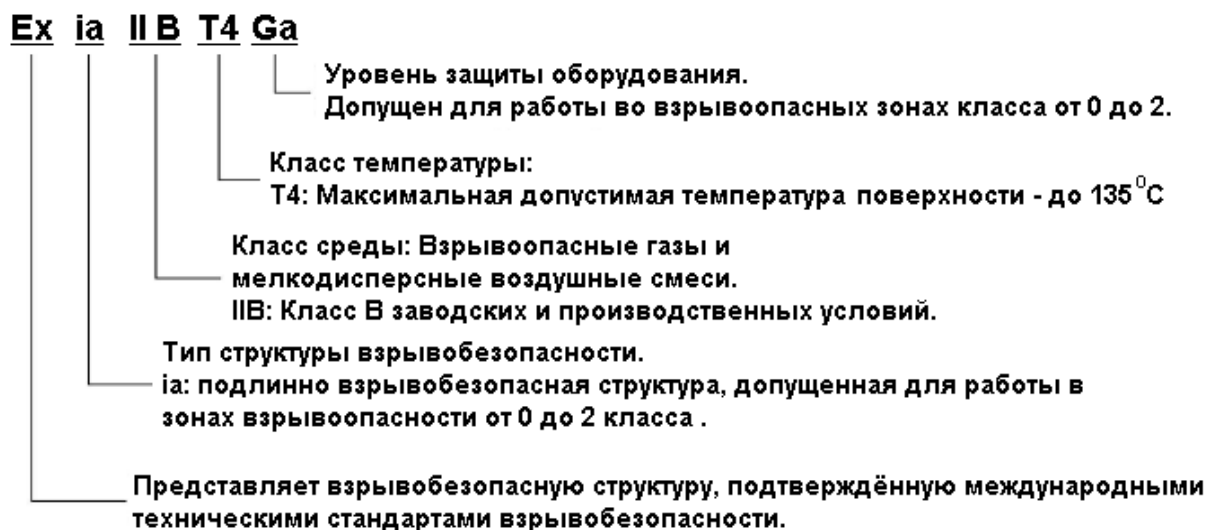 Ex ia II B T4 Ga
Уровень защиты оборудования.
Допущен для работы во взрывоопасных зонах класса от 0 до 2.
Класс температуры:
Т4: Максимальная допустимая температура поверхности - до 135 ⁰С
Класс среды: Взрывоопасные газы и
мелкодисперсные воздушные смеси.
IIB: Класс В заводских и производственных условий.
Тип структуры взрывобезопасности.
ia: подлинно взрывобезопасная структура, допущенная для работы в
зонах взрывоопасности от 0 до 2 класса .
Представляет взрывобезопасную структуру, подтверждённую международными
техническими стандартами взрывобезопасности.